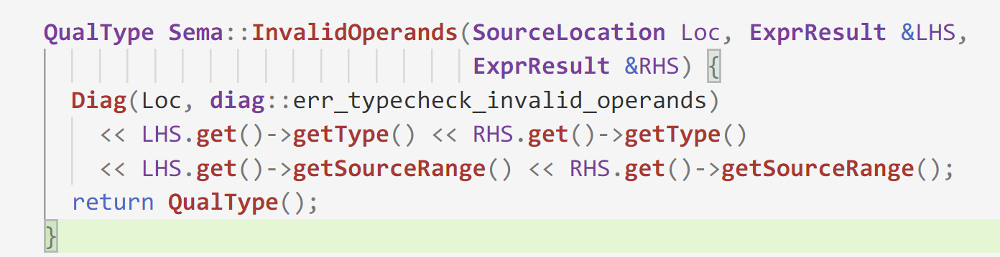 QualType Sema::InvalidOperands(SourceLocation Loc, ExprResult &LHS,
                               ExprResult &RHS) {
  Diag(Loc, diag::err_typecheck_invalid_operands)
    << LHS.get()->getType() << RHS.get()->getType()
    << LHS.get()->getSourceRange() << RHS.get()->getSourceRange();
  return QualType();
}